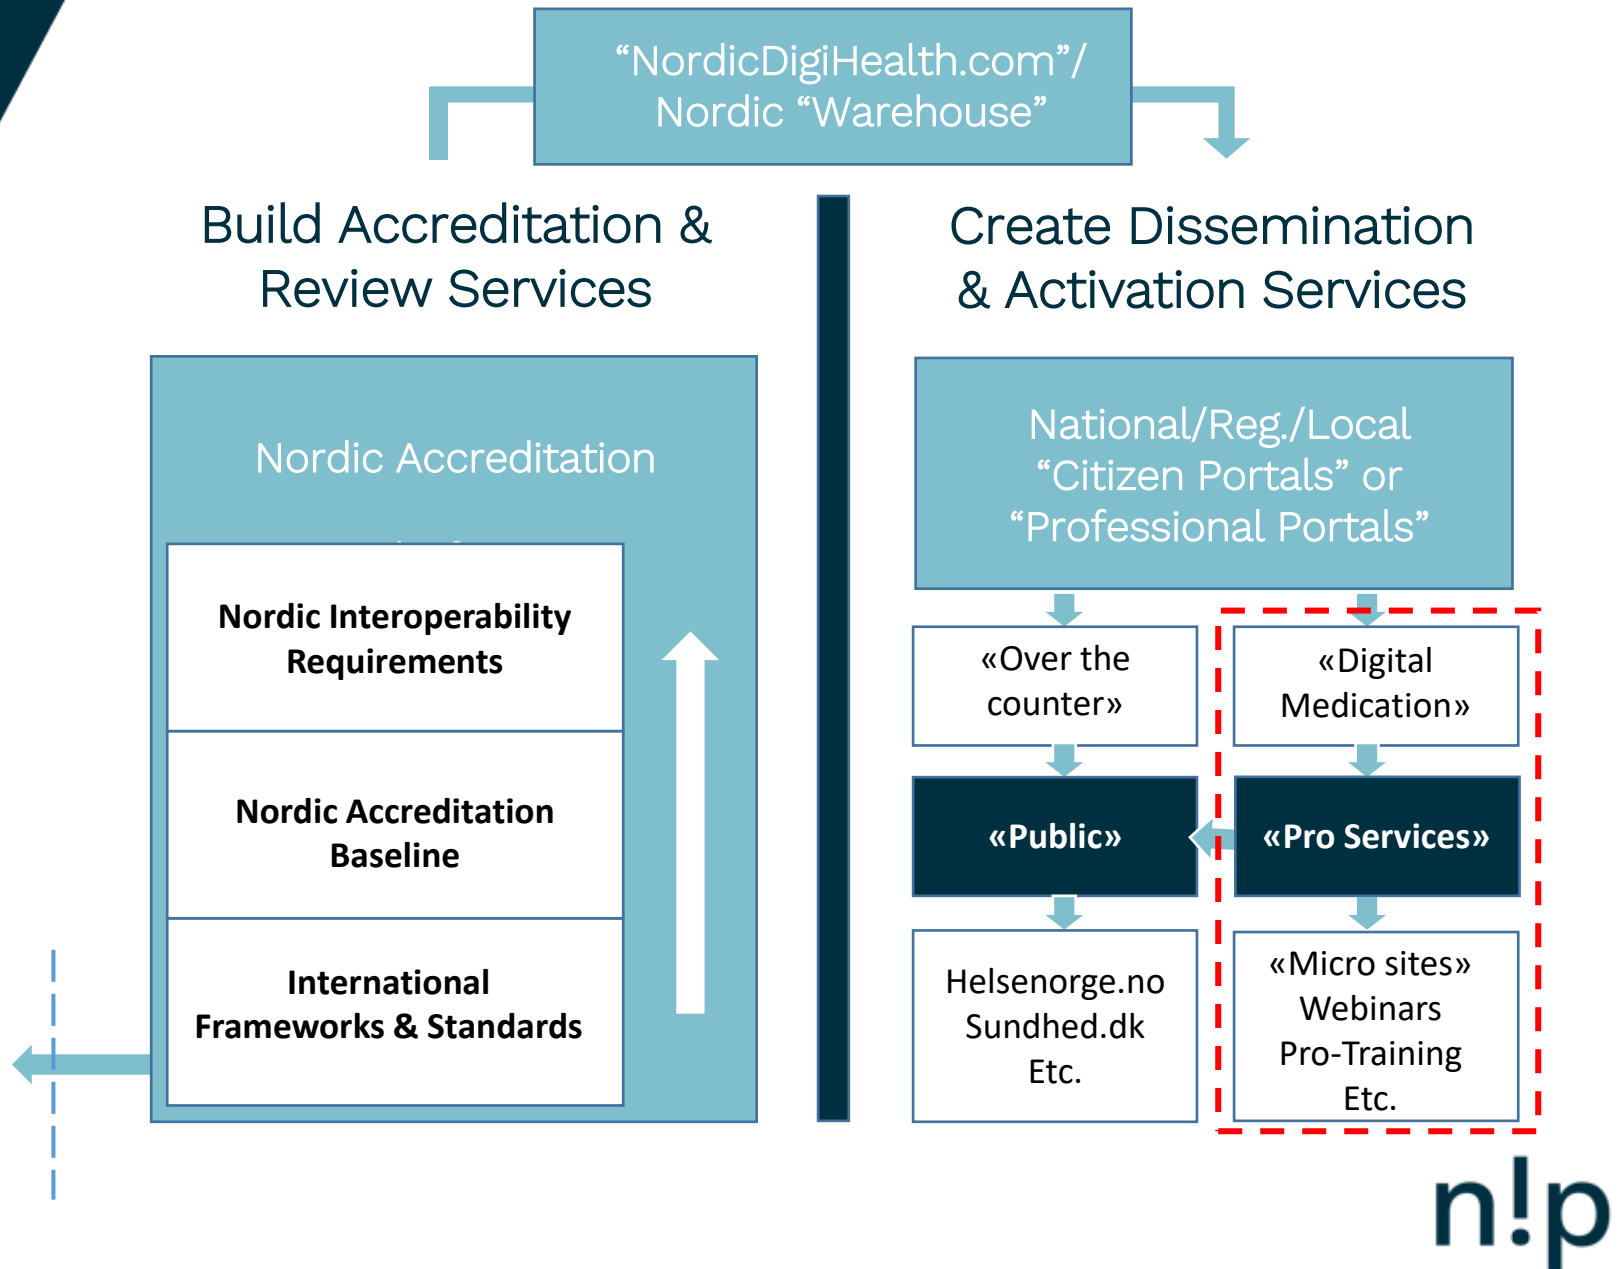 “NordicDigiHealth.com”/
Nordic “Warehouse”
Build Accreditation &
Review Services
Nordic Accreditation
Nordic Interoperability
Requirements
Nordic Accreditation
Baseline
International
Frameworks & Standards
Create Dissemination
& Activation Services
National/Reg./Local
“Citizen Portals” or
“Professional Portals”
«Over the
counter»
«Public»
Helsenorge.no
Sundhed.dk
Etc.
«Digital
Medication»
«Pro Services»
«Micro sites»
Webinars
Pro-Training
Etc.
n!p